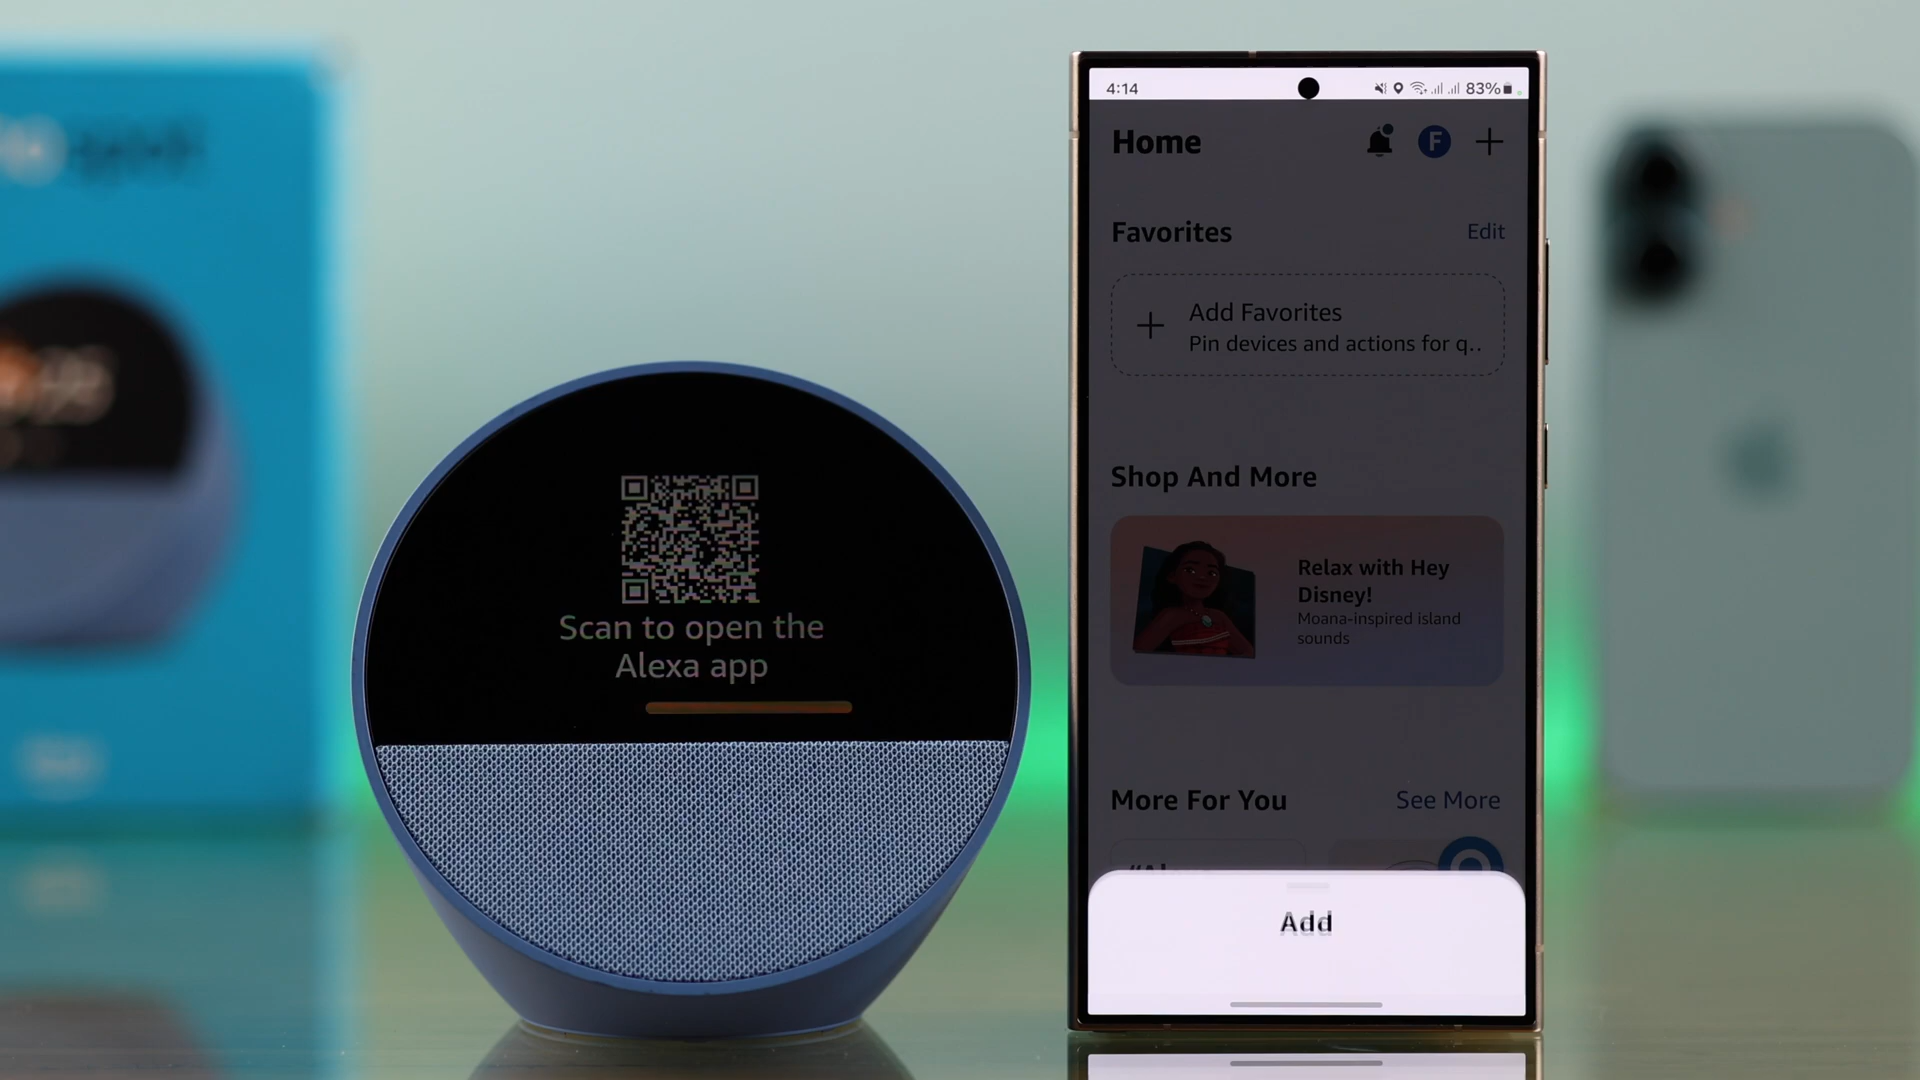 spot
Scan to open the
Alexa app
4:14
83%
Home
F
Favorites
Edit
Add Favorites
Pin devices and actions for q..
Shop And More
Relax with Hey
Disney!
Moana-inspired island
sounds
More For You
See More
Add